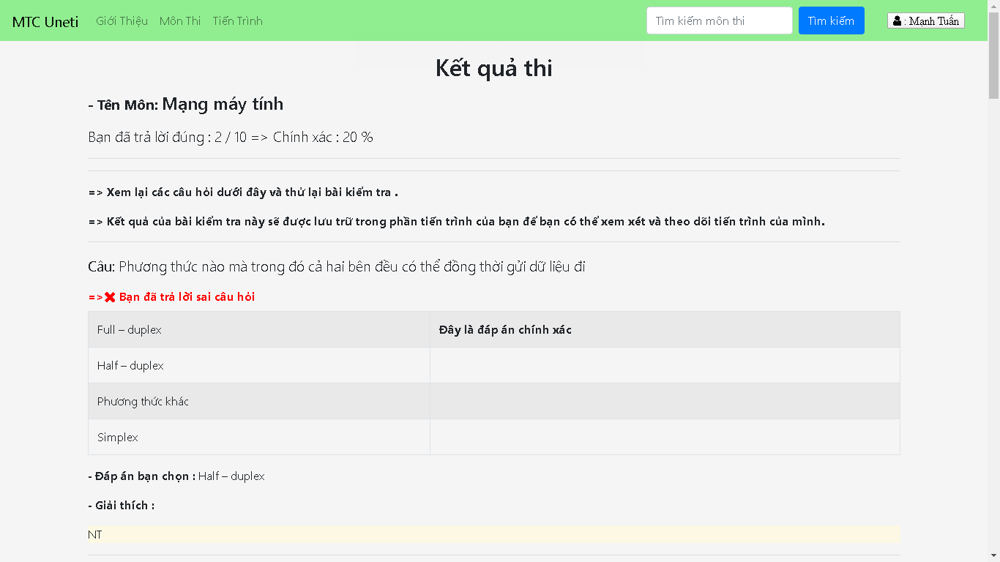 MTC Uneti Giới Thiệu Môn Thi Tiến Trình Tìm kiếm môn thi Tìm kiếm : Mạnh Tuấn
Kết quả thi
- Tên Môn: Mạng máy tính
Bạn đã trả lời đúng : 2 / 10 => Chính xác : 20 %
=> Xem lại các câu hỏi dưới đây và thử lại bài kiểm tra .
=> Kết quả của bài kiểm tra này sẽ được lưu trữ trong phần tiến trình của bạn để bạn có thể xem xét và theo dõi tiến trình của mình.
Câu: Phương thức nào mà trong đó cả hai bên đều có thể đồng thời gửi dữ liệu đi
=>✖ Bạn đã trả lời sai câu hỏi
Full – duplex Đây là đáp án chính xác
Half – duplex
Phương thức khác
Simplex
- Đáp án bạn chọn : Half – duplex
- Giải thích :
NT